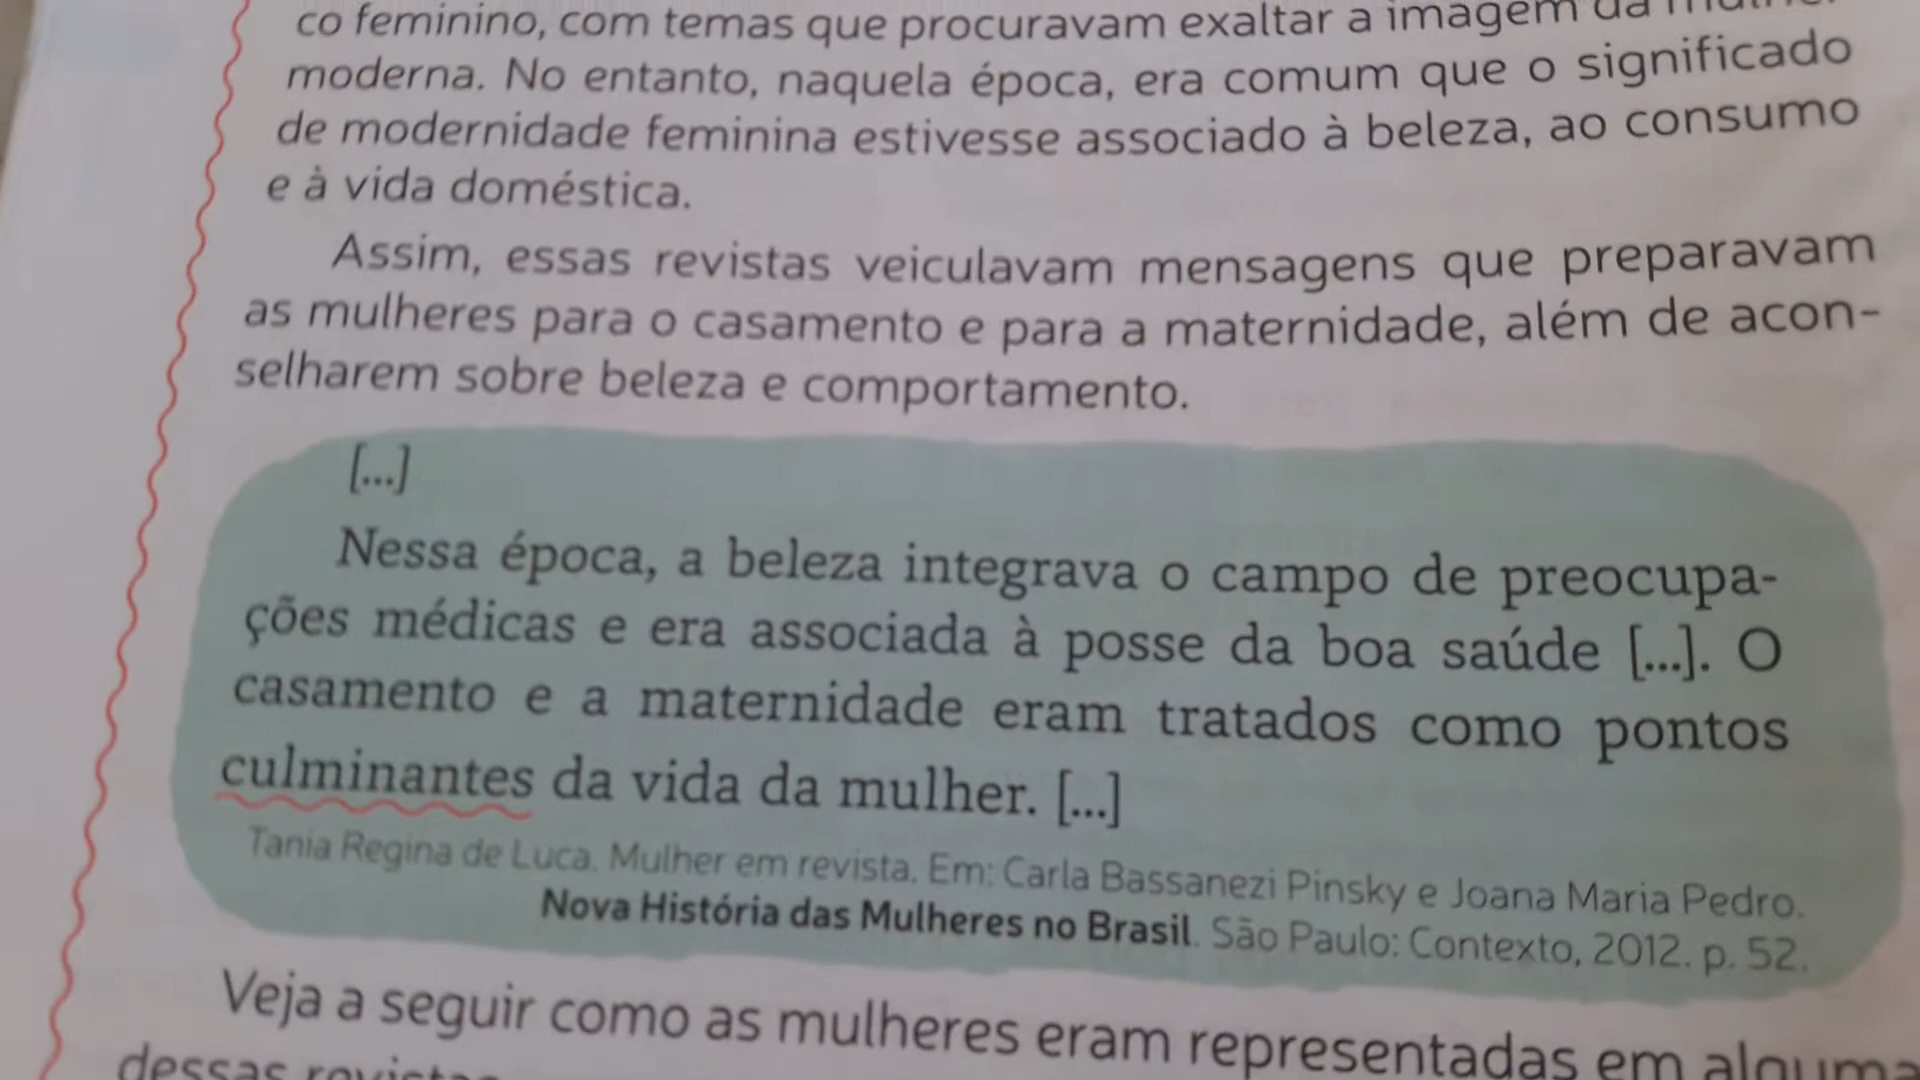 co feminino, com temas que procuravam exaltar a imagem da
moderna. No entanto, naquela época, era comum que o significado
de modernidade feminina estivesse associado à beleza, ao consumo
e à vida doméstica.
Assim, essas revistas veiculavam mensagens que preparavam
as mulheres para o casamento e para a maternidade, além de acon-
selharem sobre beleza e comportamento.
[...]
Nessa época, a beleza integrava o campo de preocupa-
ções médicas e era associada à posse da boa saúde [...]. O
casamento e a maternidade eram tratados como pontos
culminantes da vida da mulher. [...]
Tania Regina de Luca. Mulher em revista. Em: Carla Bassanezi Pinsky e Joana Maria Pedro.
Nova História das Mulheres no Brasil. São Paulo: Contexto, 2012. p. 52.
Veja a seguir como as mulheres eram representadas em alguma
dessas